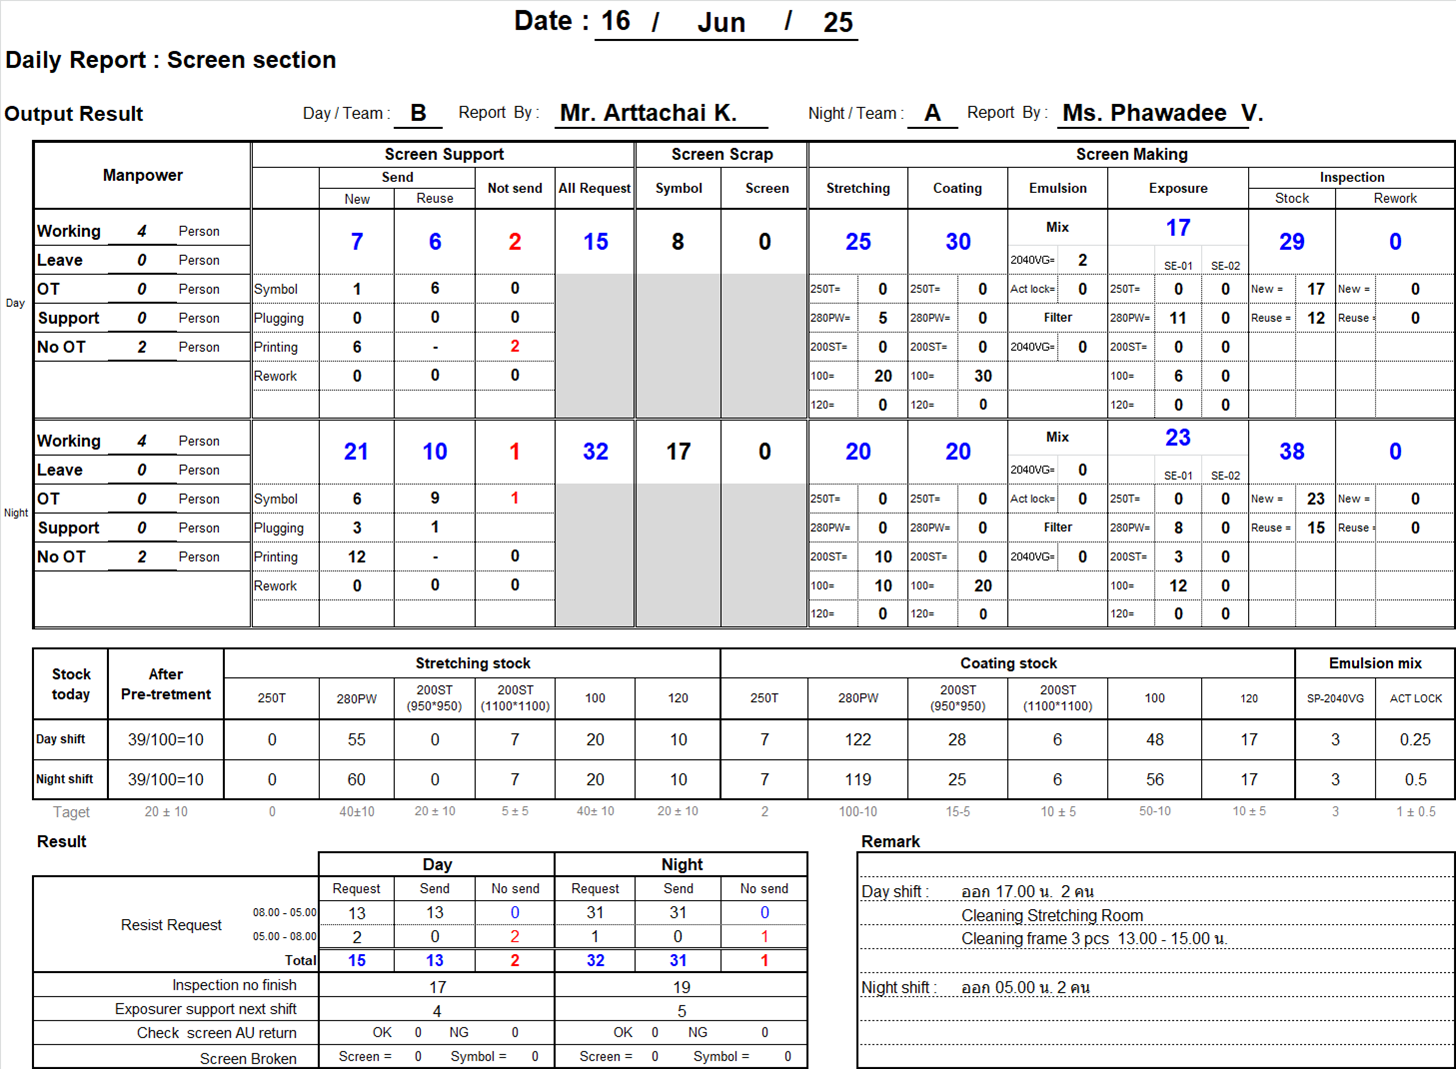 Date : 16 / Jun / 25
Daily Report : Screen section
Output Result Day / Team : B Report By : Mr. Arttachai K. Night / Team : A Report By : Ms. Phawadee V.
Manpower Screen Support Screen Scrap Screen Making
Send Not send All Request Symbol Screen Stretching Coating Emulsion Exposure Inspection
New Reuse Stock Rework
Day
Working 4 Person 7 6 2 15 8 0 25 30 Mix 17 29 0
Leave 0 Person 2040VG= 2 SE-01 SE-02
OT 0 Person Symbol 1 6 0 250T= 0 250T= 0 Act lock= 0 250T= 0 0 New = 17 New = 0
Support 0 Person Plugging 0 0 0 280PW= 5 280PW= 0 Filter 280PW= 11 0 Reuse = 12 Reuse = 0
No OT 2 Person Printing 6 - 2 200ST= 0 200ST= 0 2040VG= 0 200ST= 0 0
Rework 0 0 0 100= 20 100= 30 100= 6 0
120= 0 120= 0 120= 0 0
Night
Working 4 Person 21 10 1 32 17 0 20 20 Mix 23 38 0
Leave 0 Person 2040VG= 0 SE-01 SE-02
OT 0 Person Symbol 6 9 1 250T= 0 250T= 0 Act lock= 0 250T= 0 0 New = 23 New = 0
Support 0 Person Plugging 3 1 280PW= 0 280PW= 0 Filter 280PW= 8 0 Reuse = 15 Reuse = 0
No OT 2 Person Printing 12 - 0 200ST= 10 200ST= 0 2040VG= 0 200ST= 3 0
Rework 0 0 0 100= 10 100= 20 100= 12 0
120= 0 120= 0 120= 0 0
Stock today After Pre-tretment Stretching stock Coating stock Emulsion mix
250T 280PW 200ST (950*950) 200ST (1100*1100) 100 120 250T 280PW 200ST (950*950) 200ST (1100*1100) 100 120 SP-2040VG ACT LOCK
Day shift 39/100=10 0 55 0 7 20 10 7 122 28 6 48 17 3 0.25
Night shift 39/100=10 0 60 0 7 20 10 7 119 25 6 56 17 3 0.5
Taget 20 ± 10 0 40±10 20 ± 10 5 ± 5 40± 10 20 ± 10 2 100-10 15-5 10 ± 5 50-10 10 ± 5 3 1 ± 0.5
Result
Day Night
Request Send No send Request Send No send
Resist Request
08.00 - 05.00 13 13 0 31 31 0
05.00 - 08.00 2 0 2 1 0 1
Total 15 13 2 32 31 1
Inspection no finish 17 19
Exposurer support next shift 4 5
Check screen AU return OK 0 NG 0 OK 0 NG 0
Screen Broken Screen = 0 Symbol = 0 Screen = 0 Symbol = 0
Remark
Day shift : ออก 17.00 น. 2 คน
Cleaning Stretching Room
Cleaning frame 3 pcs 13.00 - 15.00 น.
Night shift : ออก 05.00 น. 2 คน